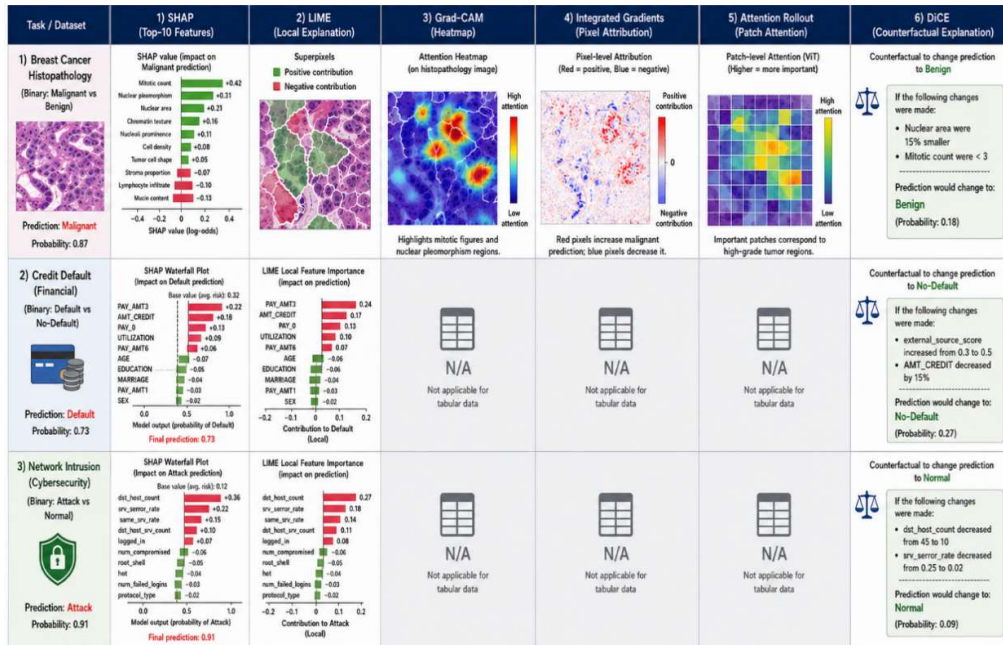 Task / Dataset
1) SHAP
(Top-10 Features)
2) LIME
(Local Explanation)
3) Grad-CAM
(Heatmap)
4) Integrated Gradients
(Pixel Attribution)
5) Attention Rollout
(Patch Attention)
6) DiCE
(Counterfactual Explanation)
1) Breast Cancer
Histopathology
(Binary: Malignant vs
Benign)
Prediction: Malignant
Probability: 0.87
SHAP value (impact on
Malignant prediction)
Mitotic count +0.42
Nuclear pleomorphism +0.31
Nuclear area +0.21
Chromatin texture +0.16
Nucleoli prominence +0.11
Cell density +0.08
Tumor cell shape +0.05
Stroma proportion −0.07
Lymphocyte infiltrate −0.10
Mucin content −0.13
−0.4 −0.2 0 0.2 0.4
SHAP value (log-odds)
Superpixels
Positive contribution
Negative contribution
Attention Heatmap
(on histopathology image)
High
attention
Low
attention
Highlights mitotic figures and
nuclear pleomorphism regions.
Pixel-level Attribution
(Red = positive, Blue = negative)
Positive
contribution
0
Negative
contribution
Red pixels increase malignant
prediction; blue pixels decrease it.
Patch-level Attention (ViT)
(Higher = more important)
High
attention
Low
attention
Important patches correspond to
high-grade tumor regions.
Counterfactual to change prediction
to Benign
If the following changes
were made:
• Nuclear area were
15% smaller
• Mitotic count were < 3
Prediction would change to:
Benign
(Probability: 0.18)
2) Credit Default
(Financial)
(Binary: Default vs
No-Default)
Prediction: Default
Probability: 0.73
SHAP Waterfall Plot
(Impact on Default prediction)
Base value (avg. risk): 0.32
PAY_AMT3 +0.22
AMT_CREDIT +0.18
PAY_0 +0.13
UTILIZATION +0.09
PAY_AMT6 +0.06
AGE −0.07
EDUCATION −0.05
MARRIAGE −0.04
PAY_AMT1 −0.03
SEX −0.02
0 0.5 1.0
Model output (probability of Default)
Final prediction: 0.73
LIME Local Feature Importance
(impact on prediction)
PAY_AMT3 0.24
AMT_CREDIT 0.17
PAY_0 0.13
UTILIZATION 0.10
PAY_AMT6 0.07
AGE −0.06
EDUCATION −0.06
MARRIAGE −0.04
PAY_AMT1 −0.03
SEX −0.02
−0.2 −0.1 0 0.1 0.2
Contribution to Default
(Local)
N/A
Not applicable for
tabular data
N/A
Not applicable for
tabular data
N/A
Not applicable for
tabular data
Counterfactual to change prediction
to No-Default
If the following changes
were made:
• external_source_score
increased from 0.3 to 0.5
• AMT_CREDIT decreased
by 15%
Prediction would change to:
No-Default
(Probability: 0.27)
3) Network Intrusion
(Cybersecurity)
(Binary: Attack vs
Normal)
Prediction: Attack
Probability: 0.91
SHAP Waterfall Plot
(Impact on Attack prediction)
Base value (avg. risk): 0.12
dst_host_count +0.36
srv_serror_rate +0.22
same_srv_rate +0.15
dst_host_srv_count +0.10
logged_in +0.07
num_compromised −0.06
root_shell −0.05
hot −0.04
num_failed_logins −0.03
protocol_type −0.02
0 0.5 1.0
Model output (probability of Attack)
Final prediction: 0.91
LIME Local Feature Importance
(impact on prediction)
dst_host_count 0.27
srv_serror_rate 0.18
same_srv_rate 0.14
dst_host_srv_count 0.11
logged_in 0.08
num_compromised −0.06
root_shell −0.05
hot −0.04
num_failed_logins −0.03
protocol_type −0.02
−0.2 −0.1 0 0.1 0.2
Contribution to Attack
(Local)
N/A
Not applicable for
tabular data
N/A
Not applicable for
tabular data
N/A
Not applicable for
tabular data
Counterfactual to change prediction
to Normal
If the following changes
were made:
• dst_host_count decreased
from 45 to 10
• srv_serror_rate decreased
from 0.25 to 0.02
Prediction would change to:
Normal
(Probability: 0.09)